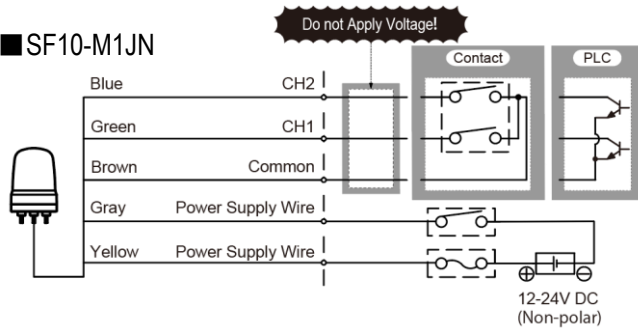 Do not Apply Voltage!
■SF10-M1JN
Contact
PLC
Blue CH2
Green CH1
Brown Common
Gray Power Supply Wire
Yellow Power Supply Wire
⊕ ⊖
12-24V DC
(Non-polar)